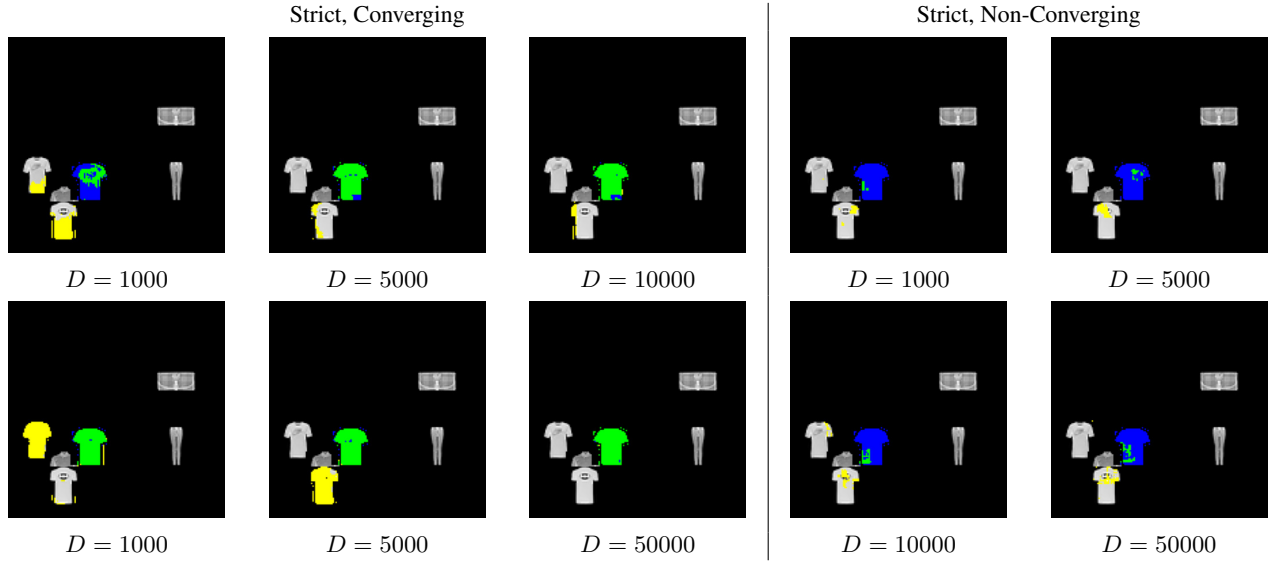 Strict, Converging
Strict, Non-Converging
D = 1000
D = 5000
D = 10000
D = 1000
D = 5000
D = 1000
D = 5000
D = 50000
D = 10000
D = 50000